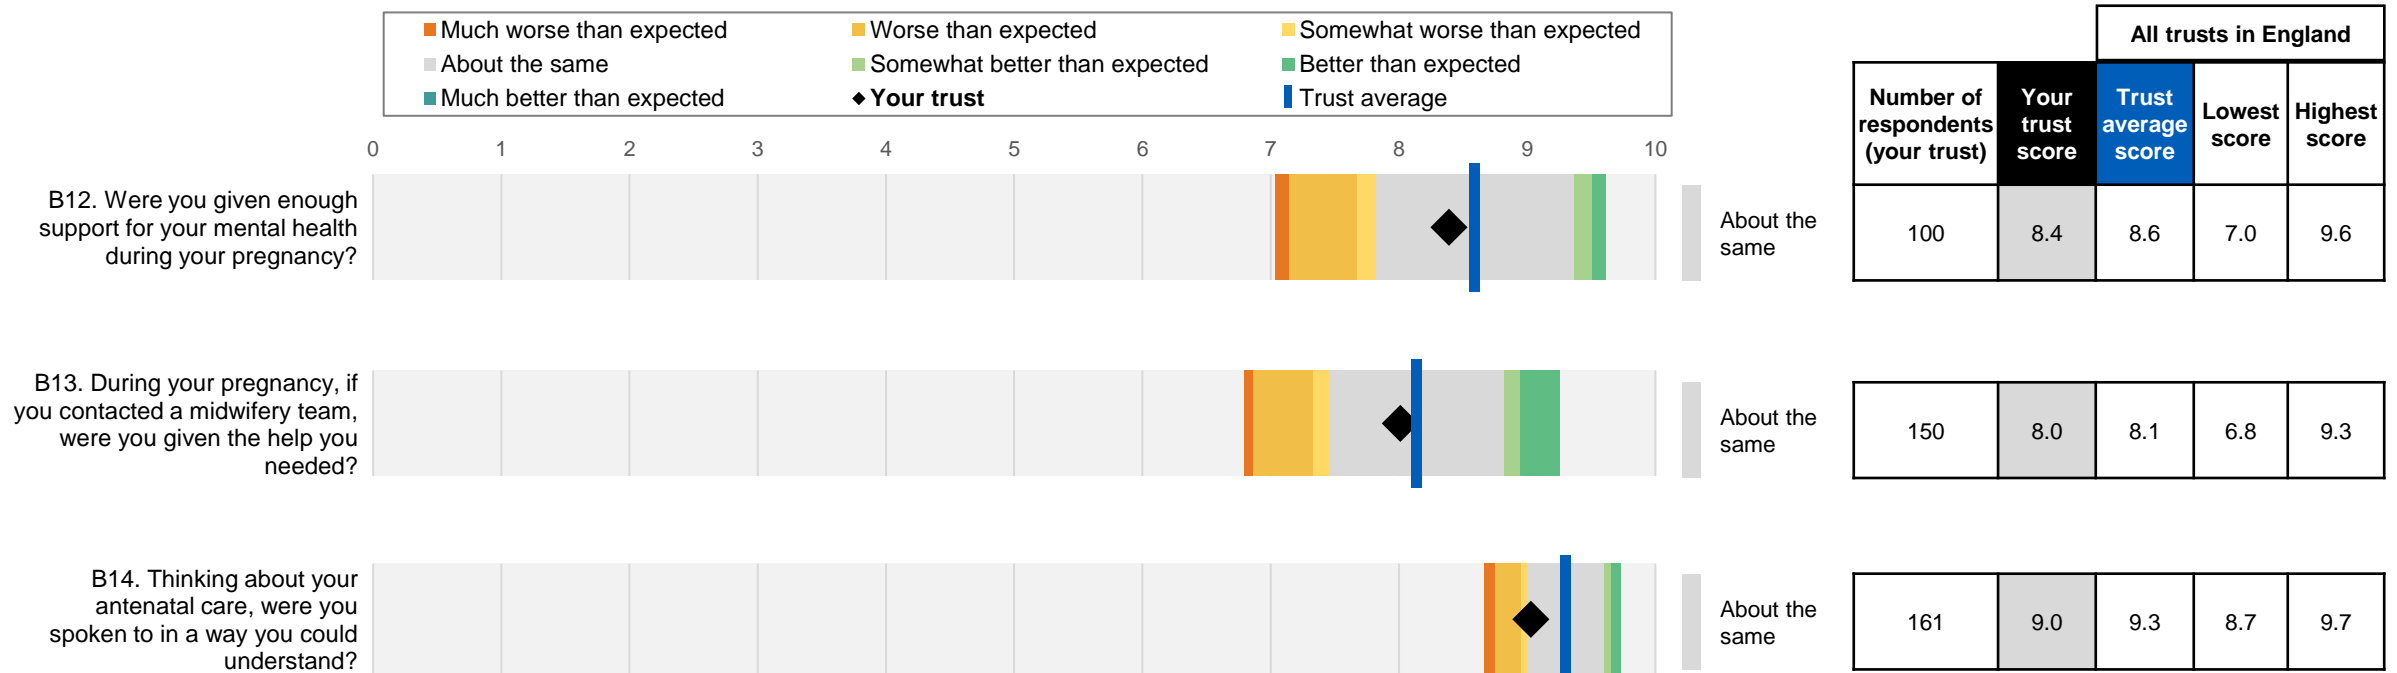 Much worse than expected
Worse than expected
Somewhat worse than expected
About the same
Somewhat better than expected
Better than expected
Much better than expected
Your trust
Trust average
All trusts in England
Number of
respondents
(your trust)
Your
trust
score
Trust
average
score
Lowest
score
Highest
score
0 1 2 3 4 5 6 7 8 9 10
B12. Were you given enough
support for your mental health
during your pregnancy?
About the
same
100 8.4 8.6 7.0 9.6
B13. During your pregnancy, if
you contacted a midwifery team,
were you given the help you
needed?
About the
same
150 8.0 8.1 6.8 9.3
B14. Thinking about your
antenatal care, were you
spoken to in a way you could
understand?
About the
same
161 9.0 9.3 8.7 9.7